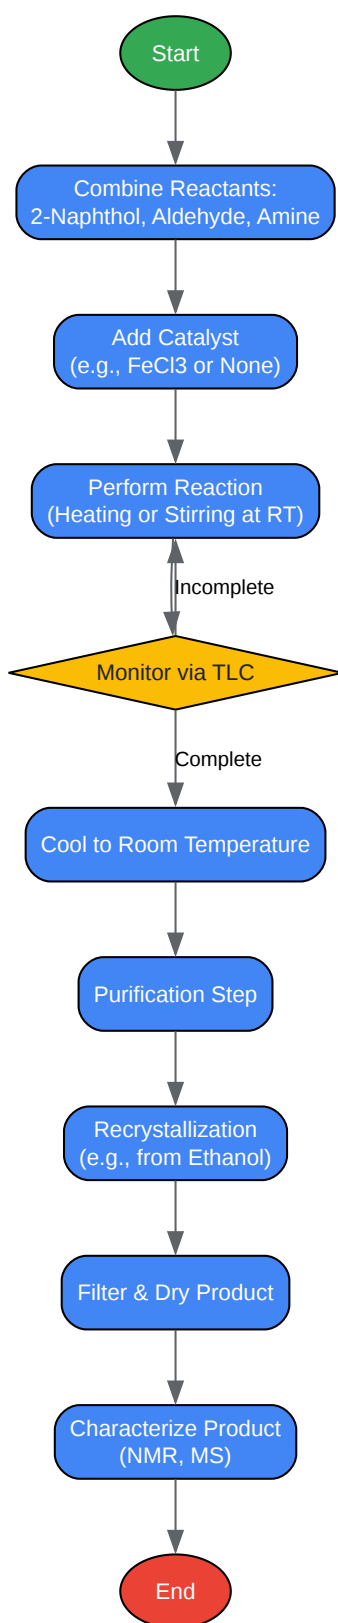 Start
Combine Reactants:
2-Naphthol, Aldehyde, Amine
Add Catalyst
(e.g., FeCl3 or None)
Perform Reaction
(Heating or Stirring at RT)
Incomplete
Monitor via TLC
Complete
Cool to Room Temperature
Purification Step
Recrystallization
(e.g., from Ethanol)
Filter & Dry Product
Characterize Product
(NMR, MS)
End